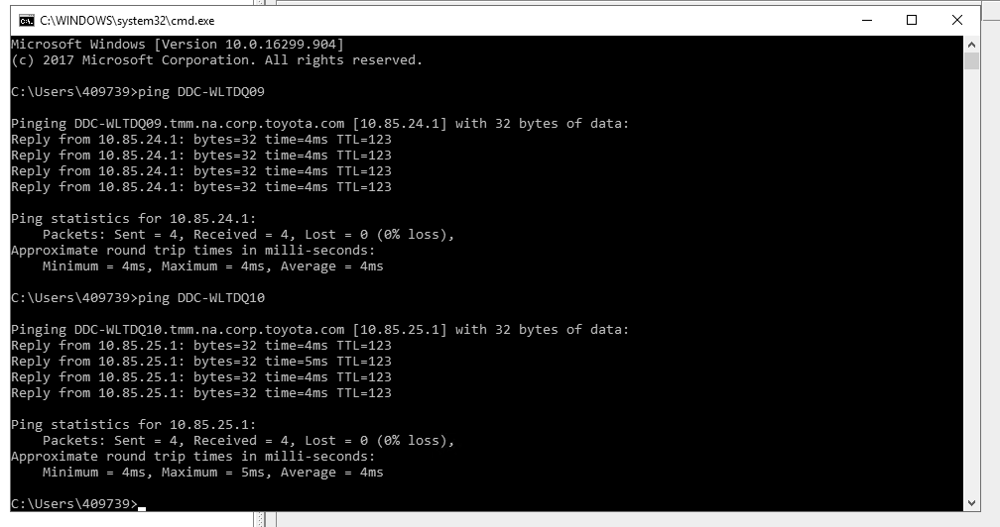 C:\WINDOWS\system32\cmd.exe
Microsoft Windows [Version 10.0.16299.904]
(c) 2017 Microsoft Corporation. All rights reserved.
C:\Users\409739>ping DDC-WLTDQ09
Pinging DDC-WLTDQ09.tmm.na.corp.toyota.com [10.85.24.1] with 32 bytes of data:
Reply from 10.85.24.1: bytes=32 time=4ms TTL=123
Reply from 10.85.24.1: bytes=32 time=4ms TTL=123
Reply from 10.85.24.1: bytes=32 time=4ms TTL=123
Reply from 10.85.24.1: bytes=32 time=4ms TTL=123
Ping statistics for 10.85.24.1:
    Packets: Sent = 4, Received = 4, Lost = 0 (0% loss),
Approximate round trip times in milli-seconds:
    Minimum = 4ms, Maximum = 4ms, Average = 4ms
C:\Users\409739>ping DDC-WLTDQ10
Pinging DDC-WLTDQ10.tmm.na.corp.toyota.com [10.85.25.1] with 32 bytes of data:
Reply from 10.85.25.1: bytes=32 time=4ms TTL=123
Reply from 10.85.25.1: bytes=32 time=5ms TTL=123
Reply from 10.85.25.1: bytes=32 time=4ms TTL=123
Reply from 10.85.25.1: bytes=32 time=4ms TTL=123
Ping statistics for 10.85.25.1:
    Packets: Sent = 4, Received = 4, Lost = 0 (0% loss),
Approximate round trip times in milli-seconds:
    Minimum = 4ms, Maximum = 5ms, Average = 4ms
C:\Users\409739>